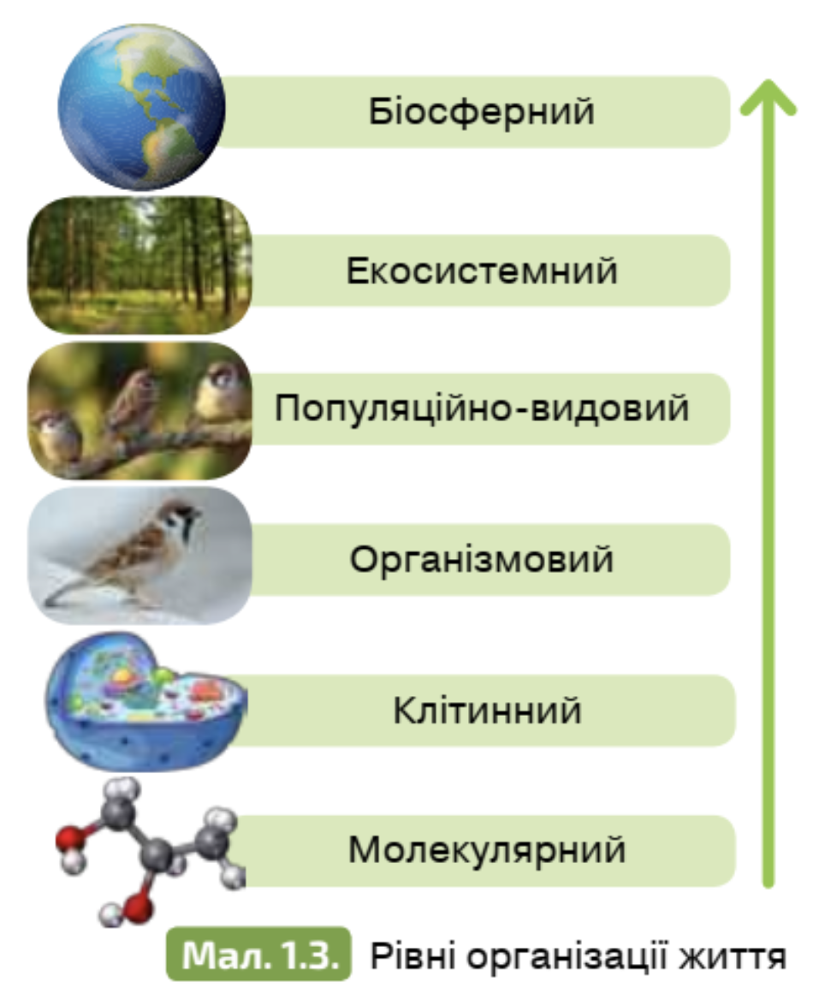 Біосферний
Екосистемний
Популяційно-видовий
Організмовий
Клітинний
Молекулярний
Мал. 1.3. Рівні організації життя